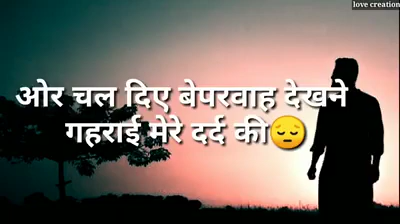 love creation
ओर चल दिए बेपरवाह देखने
गहराई मेरे दर्द की😔